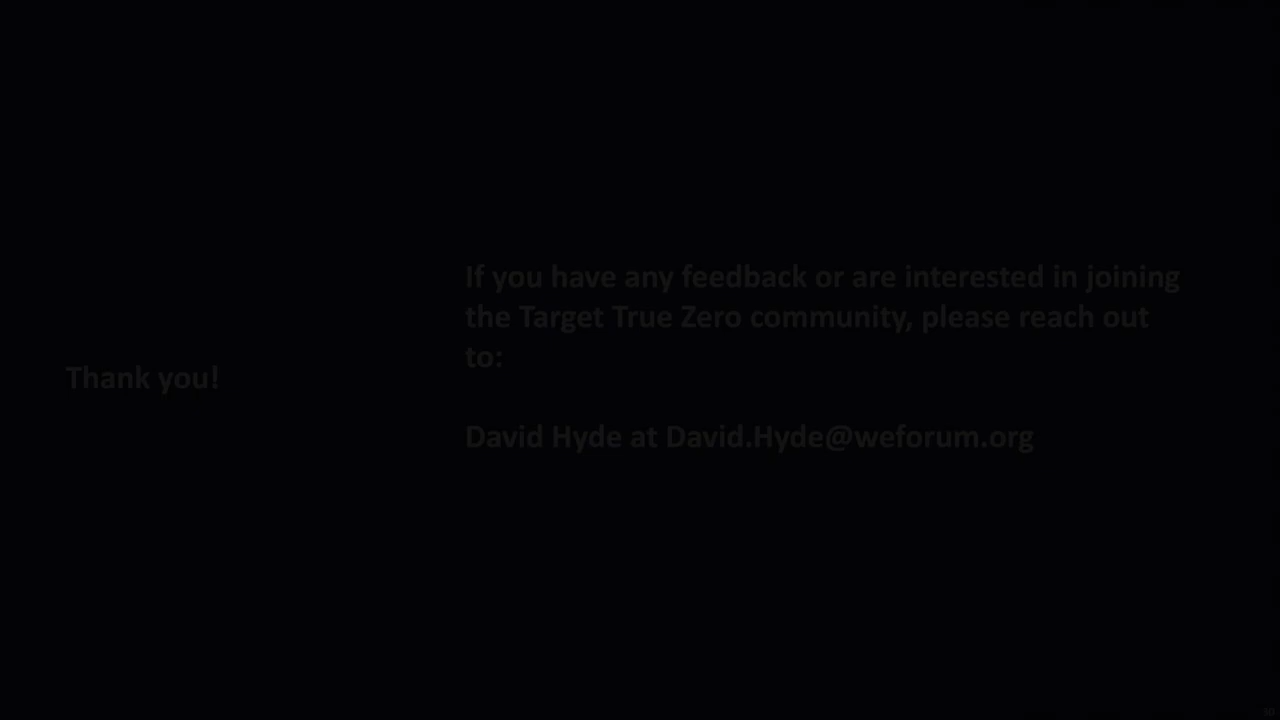 Thank you!
If you have any feedback or are interested in joining
the Target True Zero community, please reach out
to:
David Hyde at David.Hyde@weforum.org